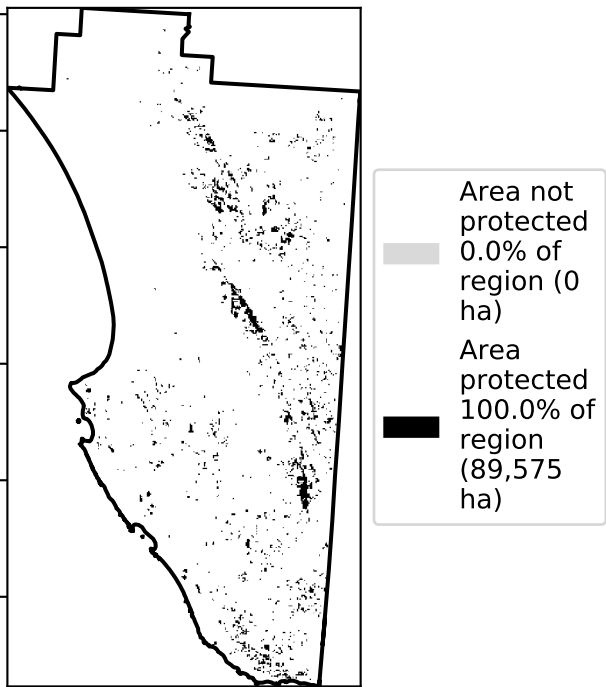 Area not
protected
0.0% of
region (0
ha)
Area
protected
100.0% of
region
(89,575
ha)